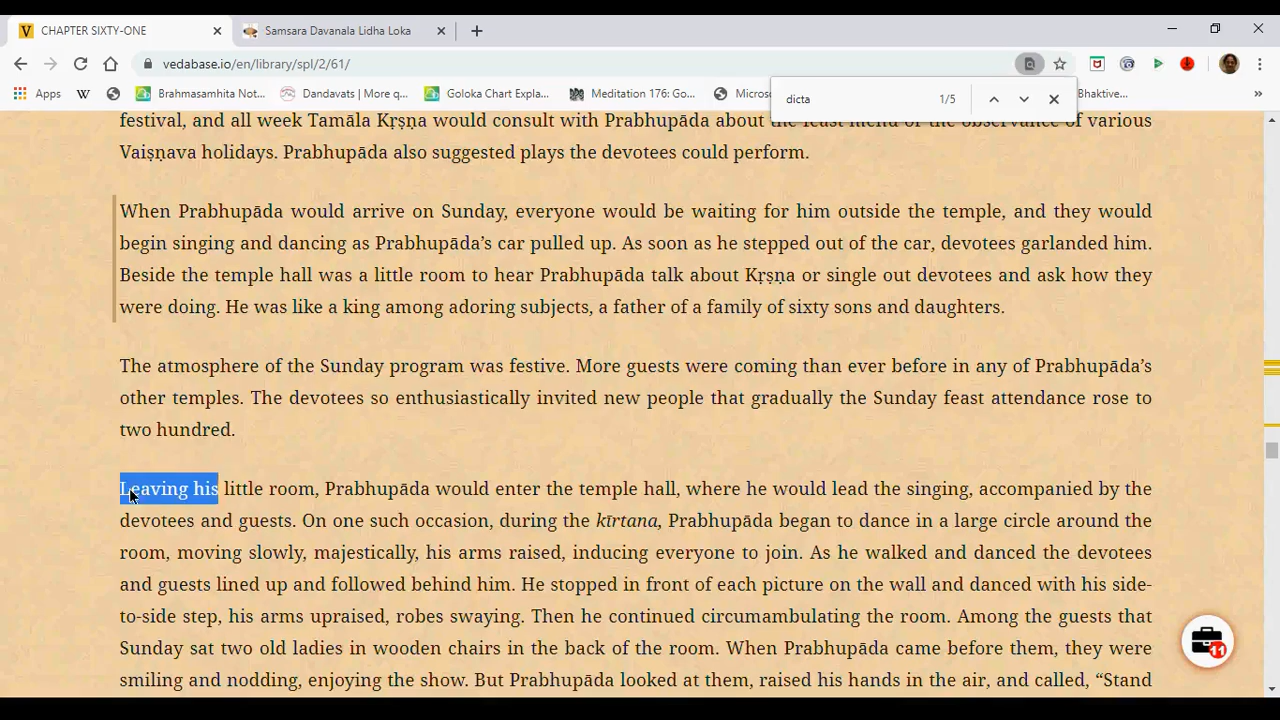 CHAPTER SIXTY-ONE
Samsara Davanala Lidha Loka
vedabase.io/en/library/spl/2/61/
Apps
Brahmasamhita Not...
Dandavats | More q...
Goloka Chart Expla...
Meditation 176: Go...
Microso
Bhaktive...
dicta 1/5
festival, and all week Tamāla Kṛṣṇa would consult with Prabhupāda about the feast menu or the observance of various
Vaiṣṇava holidays. Prabhupāda also suggested plays the devotees could perform.
When Prabhupāda would arrive on Sunday, everyone would be waiting for him outside the temple, and they would
begin singing and dancing as Prabhupāda’s car pulled up. As soon as he stepped out of the car, devotees garlanded him.
Beside the temple hall was a little room to hear Prabhupāda talk about Kṛṣṇa or single out devotees and ask how they
were doing. He was like a king among adoring subjects, a father of a family of sixty sons and daughters.
The atmosphere of the Sunday program was festive. More guests were coming than ever before in any of Prabhupāda’s
other temples. The devotees so enthusiastically invited new people that gradually the Sunday feast attendance rose to
two hundred.
Leaving his little room, Prabhupāda would enter the temple hall, where he would lead the singing, accompanied by the
devotees and guests. On one such occasion, during the kīrtana, Prabhupāda began to dance in a large circle around the
room, moving slowly, majestically, his arms raised, inducing everyone to join. As he walked and danced the devotees
and guests lined up and followed behind him. He stopped in front of each picture on the wall and danced with his side-
to-side step, his arms upraised, robes swaying. Then he continued circumambulating the room. Among the guests that
Sunday sat two old ladies in wooden chairs in the back of the room. When Prabhupāda came before them, they were
smiling and nodding, enjoying the show. But Prabhupāda looked at them, raised his hands in the air, and called, “Stand
11